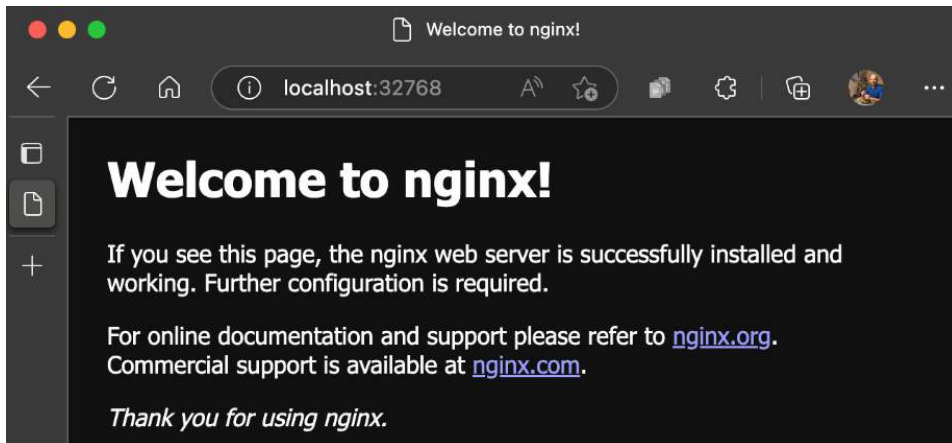 Welcome to nginx!
localhost:32768
Welcome to nginx!
If you see this page, the nginx web server is successfully installed and
working. Further configuration is required.
For online documentation and support please refer to nginx.org.
Commercial support is available at nginx.com.
Thank you for using nginx.